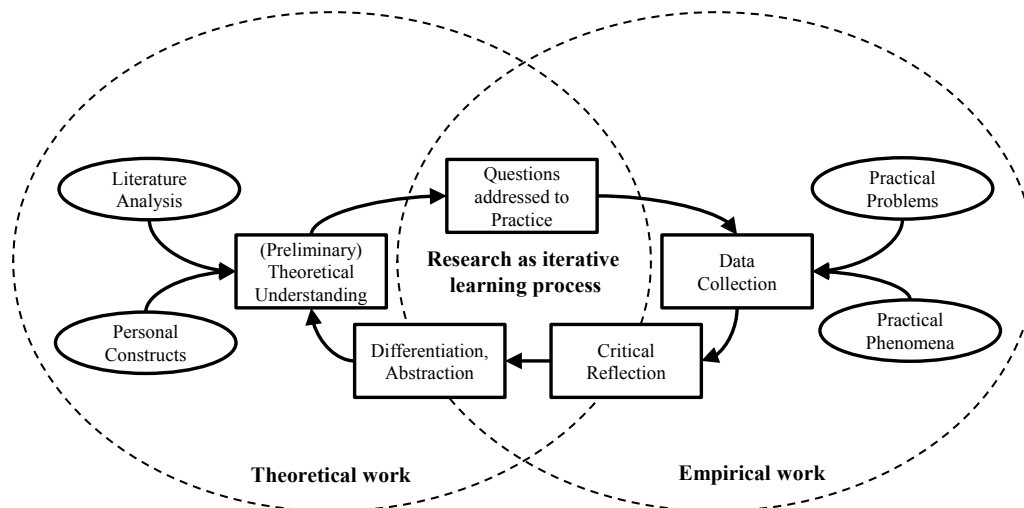 Literature
Analysis
Questions
addressed to
Practice
Practical
Problems
(Preliminary)
Theoretical
Understanding
Research as iterative
learning process
Data
Collection
Personal
Constructs
Differentiation,
Abstraction
Critical
Reflection
Practical
Phenomena
Theoretical work
Empirical work